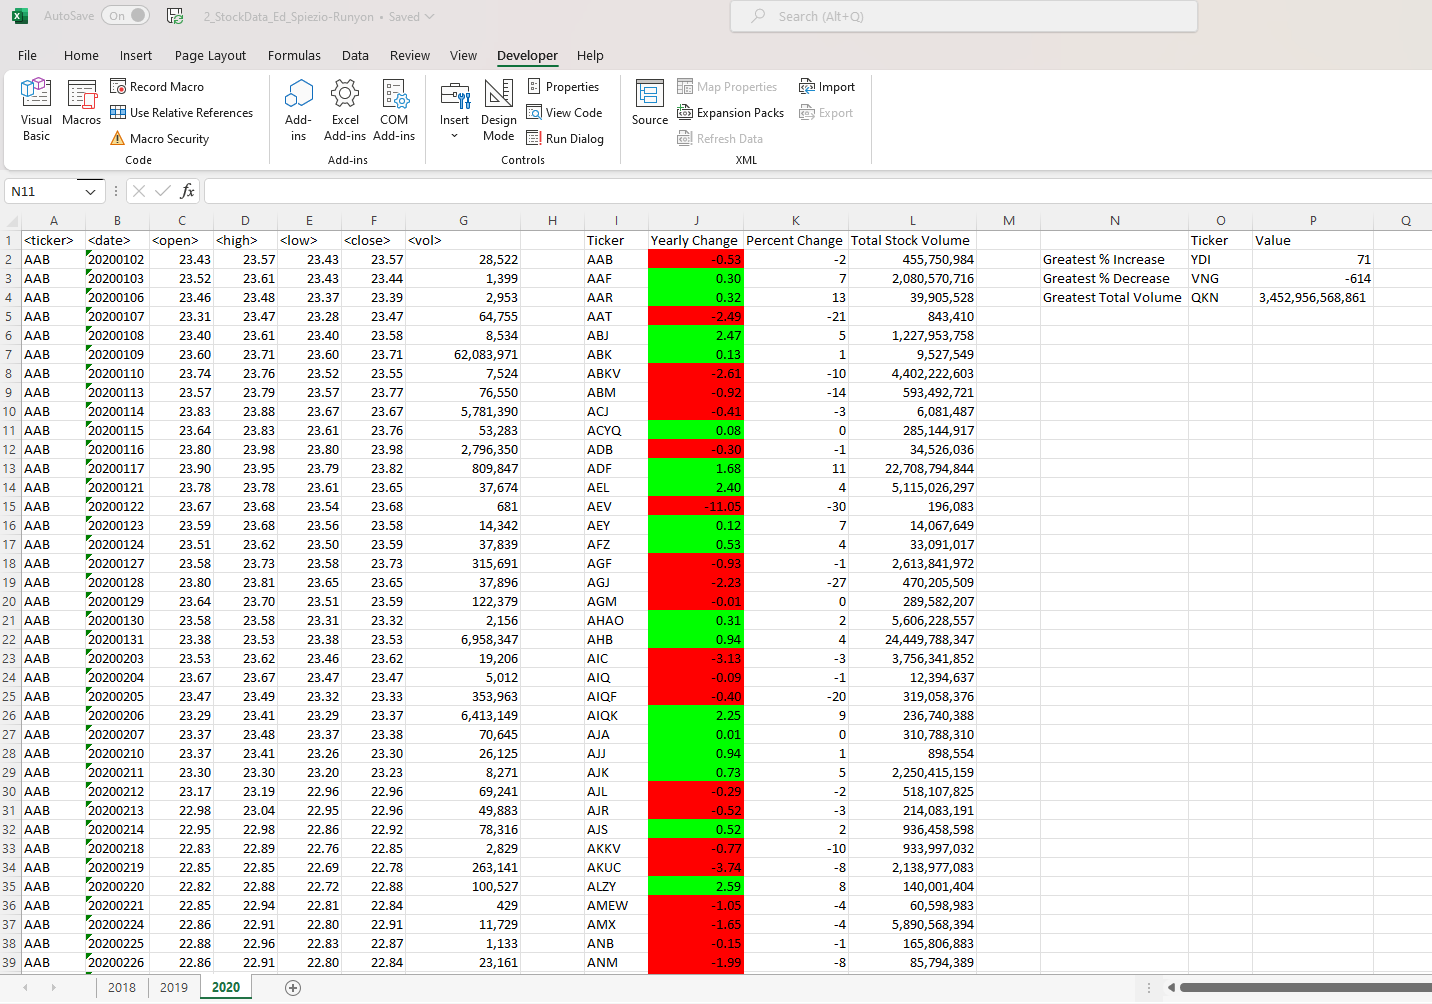 AutoSave On 2_StockData_Ed_Spiezio-Runyon • Saved Search (Alt+Q)
File Home Insert Page Layout Formulas Data Review View Developer Help
Visual Basic Macros Record Macro Use Relative References Macro Security Code
Add-ins Excel Add-ins COM Add-ins Add-ins
Insert Design Mode Properties View Code Run Dialog Controls
Source Map Properties Expansion Packs Refresh Data Import Export XML
N11 fx
A B C D E F G H I J K L M N O P Q
1 <ticker> <date> <open> <high> <low> <close> <vol> Ticker Yearly Change Percent Change Total Stock Volume Ticker Value
2 AAB 20200102 23.43 23.57 23.43 23.57 28,522 AAB -0.53 -2 455,750,984 Greatest % Increase YDI 71
3 AAB 20200103 23.52 23.61 23.43 23.44 1,399 AAF 0.30 7 2,080,570,716 Greatest % Decrease VNG -614
4 AAB 20200106 23.46 23.48 23.37 23.39 2,953 AAR 0.32 13 39,905,528 Greatest Total Volume QKN 3,452,956,568,861
5 AAB 20200107 23.31 23.47 23.28 23.47 64,755 AAT -2.49 -21 843,410
6 AAB 20200108 23.40 23.61 23.40 23.58 8,534 ABJ 2.47 5 1,227,953,758
7 AAB 20200109 23.60 23.71 23.60 23.71 62,083,971 ABK 0.13 1 9,527,549
8 AAB 20200110 23.74 23.76 23.52 23.55 7,524 ABKV -2.61 -10 4,402,222,603
9 AAB 20200113 23.57 23.79 23.57 23.77 76,550 ABM -0.92 -14 593,492,721
10 AAB 20200114 23.83 23.88 23.67 23.67 5,781,390 ACJ -0.41 -3 6,081,487
11 AAB 20200115 23.64 23.83 23.61 23.76 53,283 ACYQ 0.08 0 285,144,917
12 AAB 20200116 23.80 23.98 23.80 23.98 2,796,350 ADB -0.30 -1 34,526,036
13 AAB 20200117 23.90 23.95 23.79 23.82 809,847 ADF 1.68 11 22,708,794,844
14 AAB 20200121 23.78 23.78 23.61 23.65 37,674 AEL 2.40 4 5,115,026,297
15 AAB 20200122 23.67 23.68 23.54 23.68 681 AEV -11.05 -30 196,083
16 AAB 20200123 23.59 23.68 23.56 23.58 14,342 AEY 0.12 7 14,067,649
17 AAB 20200124 23.51 23.62 23.50 23.59 37,839 AFZ 0.53 4 33,091,017
18 AAB 20200127 23.58 23.73 23.58 23.73 315,691 AGF -0.93 -1 2,613,841,972
19 AAB 20200128 23.80 23.81 23.65 23.65 37,896 AGJ -2.23 -27 470,205,509
20 AAB 20200129 23.64 23.70 23.51 23.59 122,379 AGM -0.01 0 289,582,207
21 AAB 20200130 23.58 23.58 23.31 23.32 2,156 AHAO 0.31 2 5,606,228,557
22 AAB 20200131 23.38 23.53 23.38 23.53 6,958,347 AHB 0.94 4 24,449,788,347
23 AAB 20200203 23.53 23.62 23.46 23.62 19,206 AIC -3.13 -3 3,756,341,852
24 AAB 20200204 23.67 23.67 23.47 23.47 5,012 AIQ -0.09 -1 12,394,637
25 AAB 20200205 23.47 23.49 23.32 23.33 353,963 AIQF -0.40 -20 319,058,376
26 AAB 20200206 23.29 23.41 23.29 23.37 6,413,149 AIQK 2.25 9 236,740,388
27 AAB 20200207 23.37 23.48 23.37 23.38 70,645 AJA 0.01 0 310,788,310
28 AAB 20200210 23.37 23.41 23.26 23.30 26,125 AJJ 0.94 1 898,554
29 AAB 20200211 23.30 23.30 23.20 23.23 8,271 AJK 0.73 5 2,250,415,159
30 AAB 20200212 23.17 23.19 22.96 22.96 69,241 AJL -0.29 -2 518,107,825
31 AAB 20200213 22.98 23.04 22.95 22.96 49,883 AJR -0.52 -3 214,083,191
32 AAB 20200214 22.95 22.98 22.86 22.92 78,316 AJS 0.52 2 936,458,598
33 AAB 20200218 22.83 22.89 22.76 22.85 2,829 AKKV -0.77 -10 933,997,032
34 AAB 20200219 22.85 22.85 22.69 22.78 263,141 AKUC -3.74 -8 2,138,977,083
35 AAB 20200220 22.82 22.88 22.72 22.88 100,527 ALZY 2.59 8 140,001,404
36 AAB 20200221 22.85 22.94 22.81 22.84 429 AMEW -1.05 -4 60,598,983
37 AAB 20200224 22.86 22.91 22.80 22.91 11,729 AMX -1.65 -4 5,890,568,394
38 AAB 20200225 22.88 22.96 22.83 22.87 1,133 ANB -0.15 -1 165,806,883
39 AAB 20200226 22.86 22.91 22.80 22.84 23,161 ANM -1.99 -8 85,794,389
2018 2019 2020